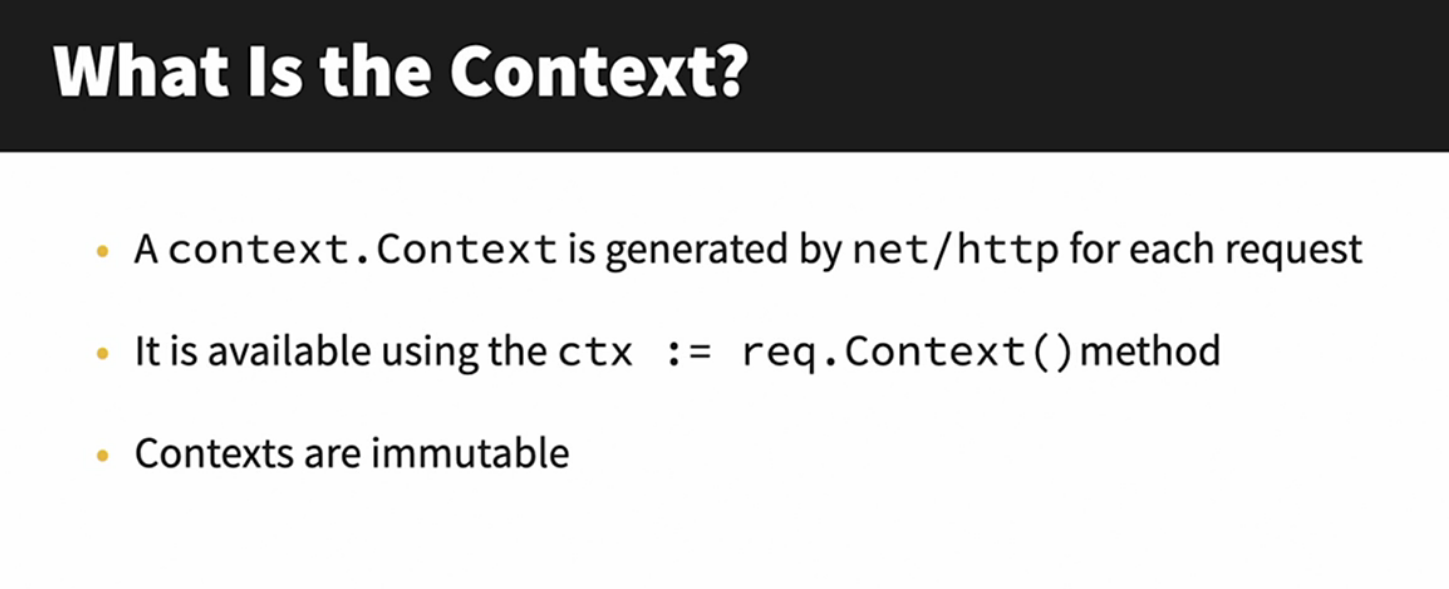 What Is the Context?
• A context.Context is generated by net/http for each request
• It is available using the ctx := req.Context() method
• Contexts are immutable